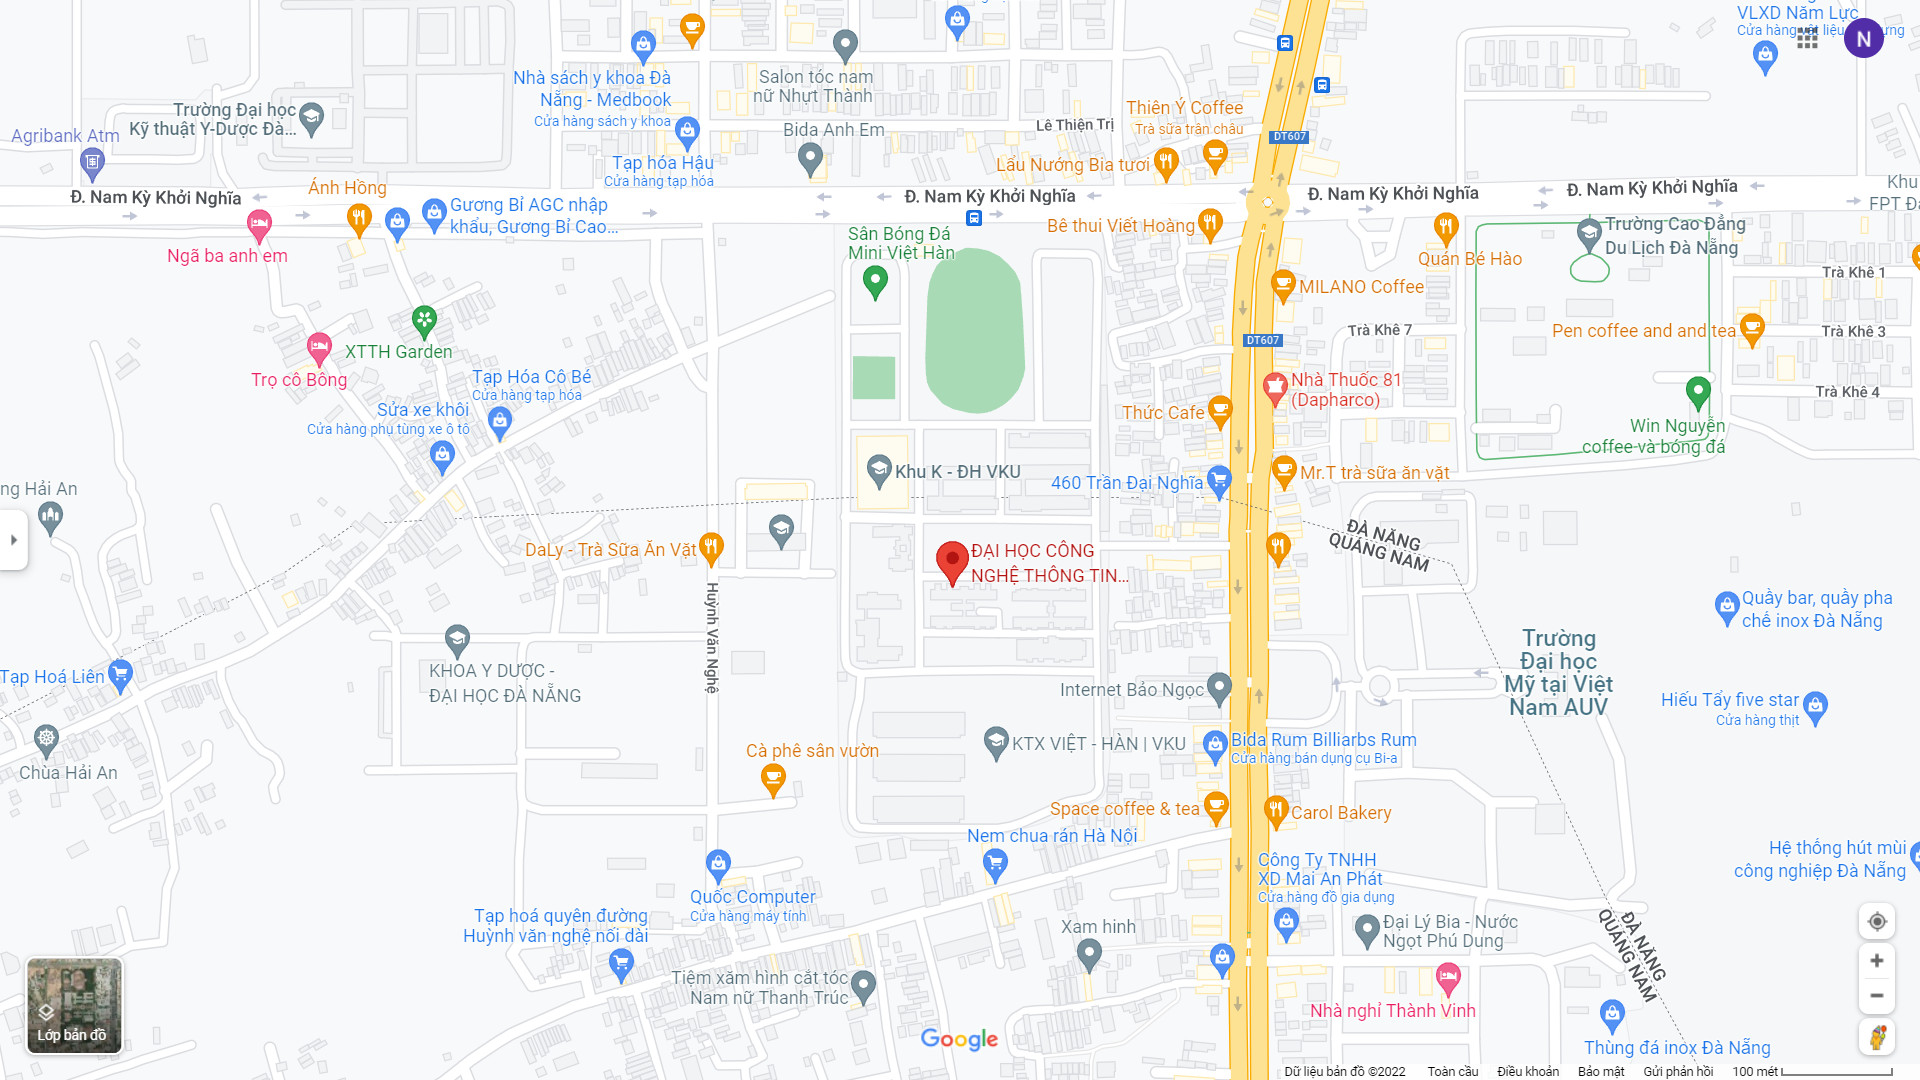 VLXD Năm Lực
Nhà sách y khoa Đà
Nẵng - Medbook
Cửa hàng sách y khoa
Salon tóc nam
nữ Nhựt Thành
N
Trường Đại học
Kỹ thuật Y-Dược Đà...
Agribank Atm
Bida Anh Em
Lê Thiện Trị
Thiên Ý Coffee
Trà sữa trân châu
DT607
Tạp hóa Hậu
Cửa hàng tạp hóa
Lẩu Nướng Bia tươi
Đ. Nam Kỳ Khởi Nghĩa
Ánh Hồng
Đ. Nam Kỳ Khởi Nghĩa
Đ. Nam Kỳ Khởi Nghĩa
Đ. Nam Kỳ Khởi Nghĩa
Khu
FPT Đà
Gương Bỉ AGC nhập
khẩu, Gương Bỉ Cao...
Ngã ba anh em
Sân Bóng Đá
Mini Việt Hàn
Bê thui Viết Hoàng
Quán Bé Hào
Trường Cao Đẳng
Du Lịch Đà Nẵng
Trà Khê 1
MILANO Coffee
XTTH Garden
DT607
Trà Khê 7
Pen coffee and and tea
Trà Khê 3
Trọ cô Bông
Tạp Hóa Cô Bé
Cửa hàng tạp hóa
Nhà Thuốc 81
(Dapharco)
Trà Khê 4
Sửa xe khôi
Cửa hàng phụ tùng xe ô tô
Thức Cafe
Win Nguyễn
coffee và bóng đá
Khu K - ĐH VKU
460 Trần Đại Nghĩa
Mr.T trà sữa ăn vặt
ng Hải An
DaLy - Trà Sữa Ăn Vặt
ĐẠI HỌC CÔNG
NGHỆ THÔNG TIN...
ĐÀ NẴNG
QUẢNG NAM
Huỳnh Văn Nghệ
Quầy bar, quầy pha
chế inox Đà Nẵng
Trường
Đại học
Mỹ tại Việt
Nam AUV
Tạp Hoá Liên
KHOA Y DƯỢC -
ĐẠI HỌC ĐÀ NẴNG
Internet Bảo Ngọc
Hiếu Tẩy five star
Cửa hàng thịt
Chùa Hải An
Cà phê sân vườn
KTX VIỆT - HÀN | VKU
Bida Rum Billiarbs Rum
Cửa hàng bán dụng cụ Bi-a
Space coffee & tea
Carol Bakery
Nem chua rán Hà Nội
Hệ thống hút mùi
công nghiệp Đà Nẵng
Công Ty TNHH
XD Mai An Phát
Cửa hàng đồ gia dụng
Quốc Computer
Cửa hàng máy tính
Tạp hoá quyên đường
Huỳnh văn nghệ nối dài
Xam hinh
Đại Lý Bia - Nước
Ngọt Phú Dung
ĐÀ NẴNG
QUẢNG NAM
Tiệm xăm hình cắt tóc
Nam nữ Thanh Trúc
Nhà nghỉ Thành Vinh
Lớp bản đồ
Google
Thùng đá inox Đà Nẵng
Dữ liệu bản đồ ©2022 Toàn cầu Điều khoản Bảo mật Gửi phản hồi 100 mét